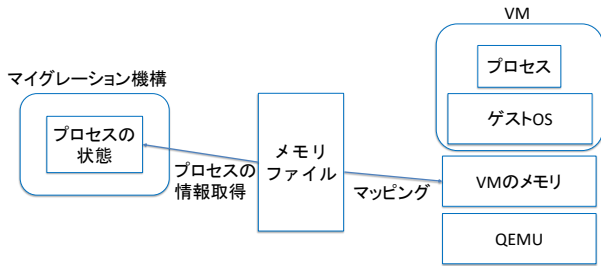 VM
マイグレーション機構
プロセス
プロセスの
状態
メモリ
ファイル
ゲストOS
プロセスの
情報取得
マッピング
VMのメモリ
QEMU